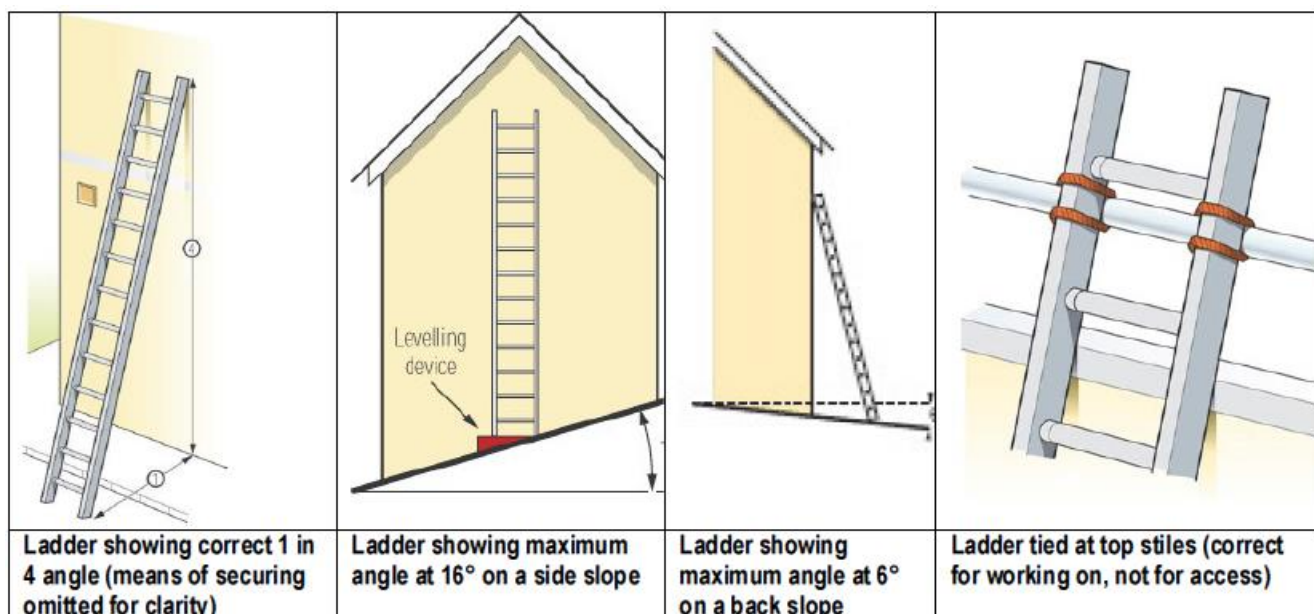 4
1
Levelling
device
Ladder showing correct 1 in
4 angle (means of securing
omitted for clarity)
Ladder showing maximum
angle at 16° on a side slope
Ladder showing
maximum angle at 6°
on a back slope
Ladder tied at top stiles (correct
for working on, not for access)